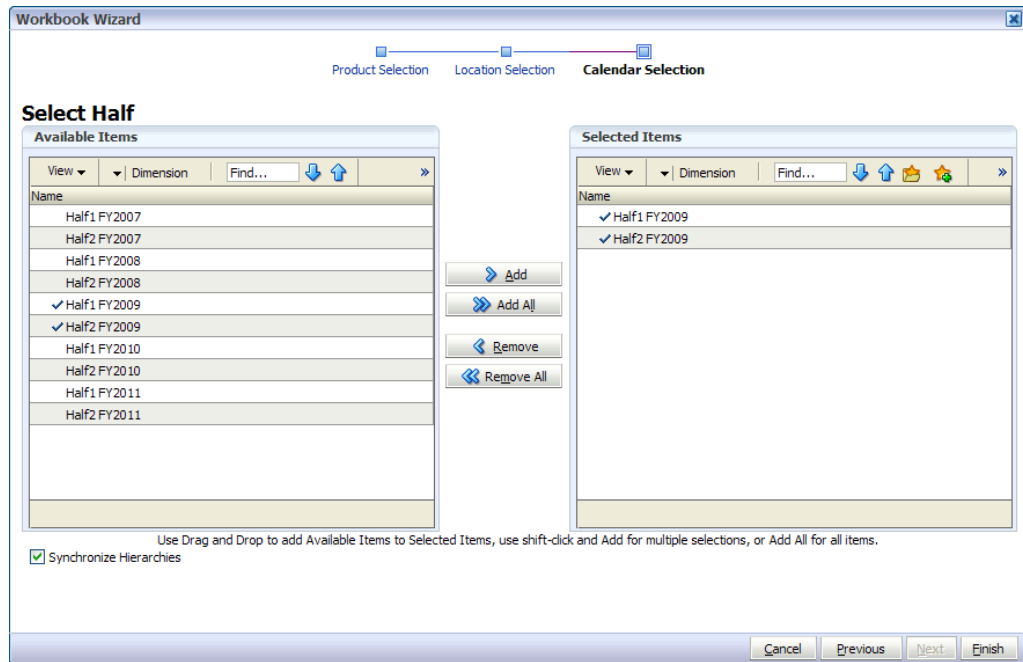 Workbook Wizard
Product Selection Location Selection Calendar Selection
Select Half
Available Items
View Dimension Find... »
Name
Half1 FY2007
Half2 FY2007
Half1 FY2008
Half2 FY2008
Half1 FY2009
Half2 FY2009
Half1 FY2010
Half2 FY2010
Half1 FY2011
Half2 FY2011
Add
Add All
Remove
Remove All
Selected Items
View Dimension Find... »
Name
Half1 FY2009
Half2 FY2009
Use Drag and Drop to add Available Items to Selected Items, use shift-click and Add for multiple selections, or Add All for all items.
Synchronize Hierarchies
Cancel Previous Next Finish